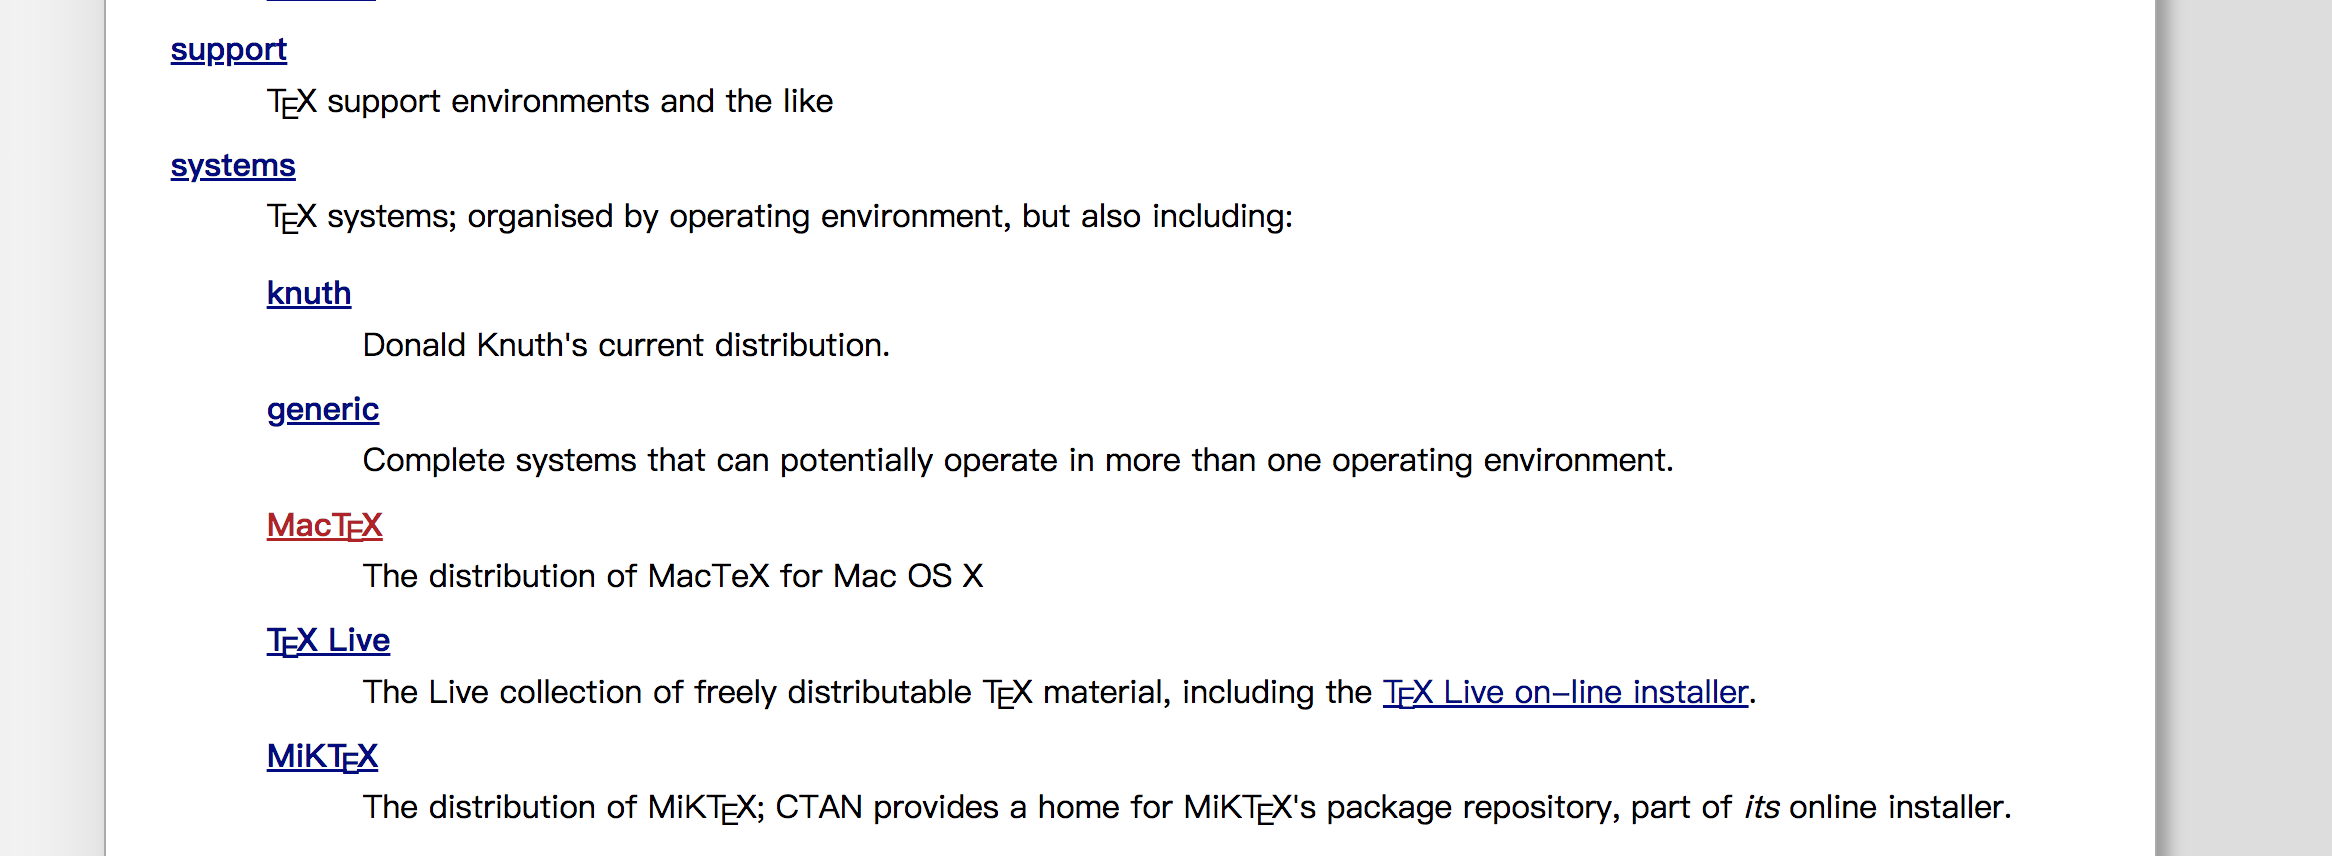 support
TEX support environments and the like
systems
TEX systems; organised by operating environment, but also including:
knuth
Donald Knuth's current distribution.
generic
Complete systems that can potentially operate in more than one operating environment.
MacTEX
The distribution of MacTeX for Mac OS X
TEX Live
The Live collection of freely distributable TEX material, including the TEX Live on-line installer.
MiKTEX
The distribution of MiKTEX; CTAN provides a home for MiKTEX's package repository, part of its online installer.